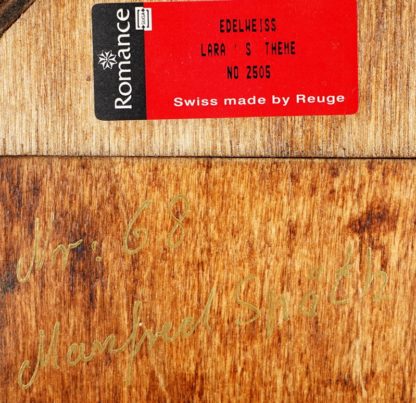 Romance
EDELWEISS
LARA'S THEME
NO 2505
Swiss made by Reuge
Nr: 68
Manfred Späth